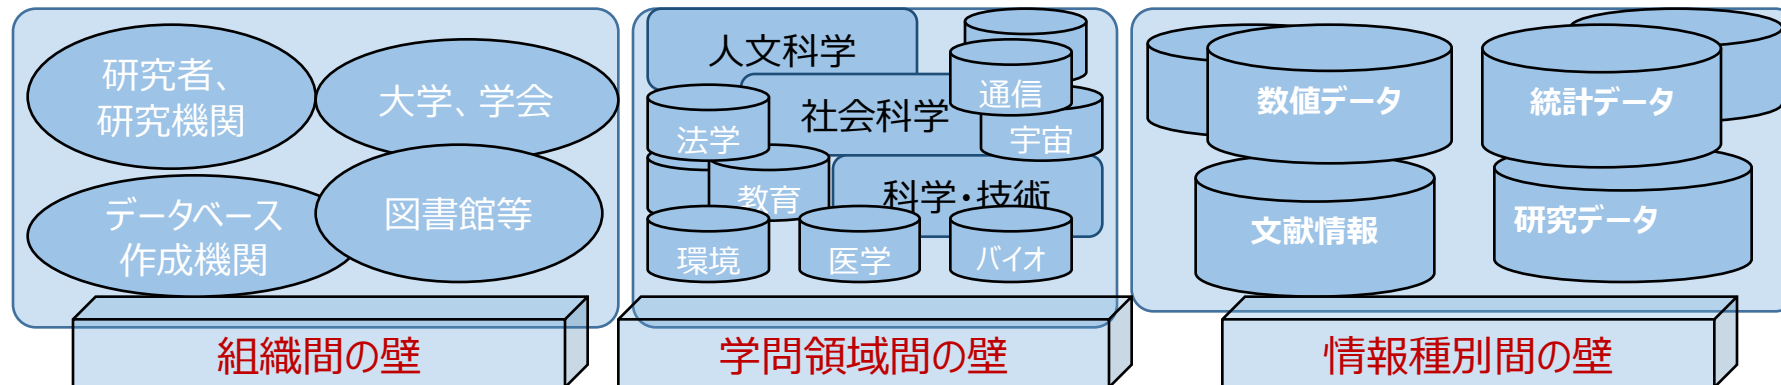 研究者、
研究機関
大学、学会
データベース
作成機関
図書館等
組織間の壁
人文科学
社会科学
科学・技術
通信
宇宙
法学
教育
環境
医学
バイオ
学問領域間の壁
数値データ
統計データ
文献情報
研究データ
情報種別間の壁